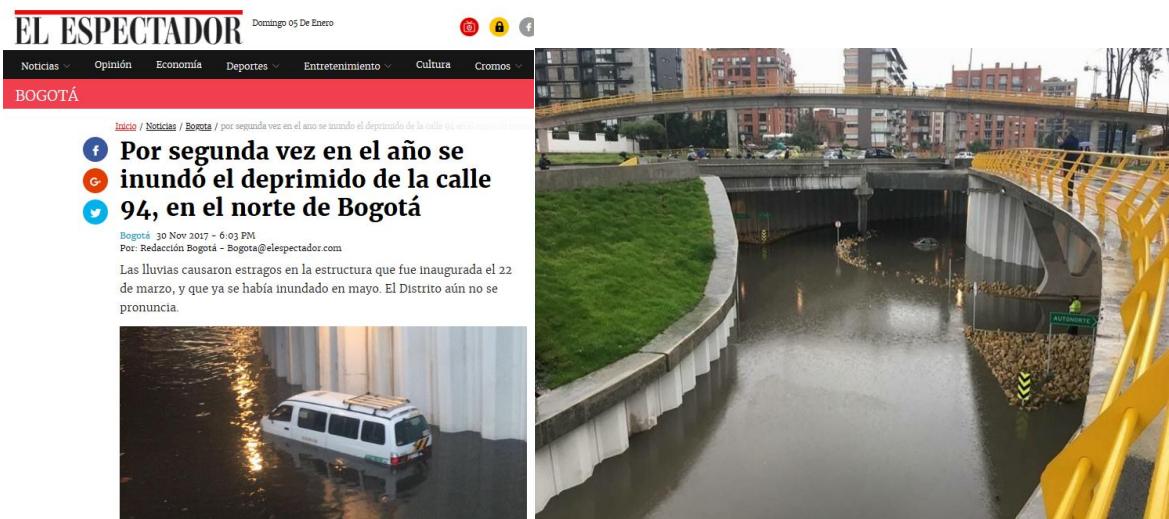 EL ESPECTADOR
Domingo 05 De Enero
Noticias
Opinión
Economía
Deportes
Entretenimiento
Cultura
Cromos
BOGOTÁ
Inicio / Noticias / Bogota / por segunda vez en el ano se inundo el deprimido de la calle 94
Por segunda vez en el año se
inundó el deprimido de la calle
94, en el norte de Bogotá
Bogotá 30 Nov 2017 - 6:03 PM
Por: Redacción Bogotá - Bogota@elespectador.com
Las lluvias causaron estragos en la estructura que fue inaugurada el 22
de marzo, y que ya se había inundado en mayo. El Distrito aún no se
pronuncia.
AUTONORTE